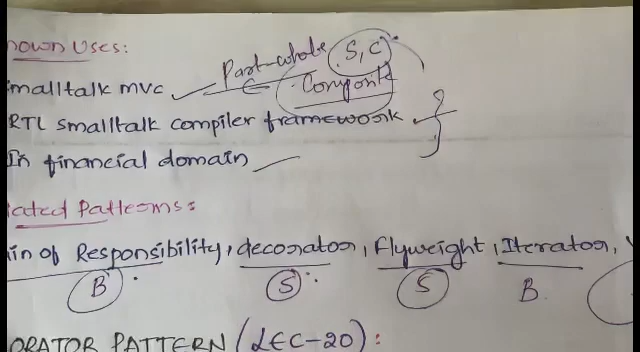 nown Uses:
Part-whole S, C
malltalk mvc Composite
RTL smalltalk compiler framework
In financial domain
lated Patterns:
in of Responsibility, decorator, Flyweight, Iterator,
B S S B
ORATOR PATTERN (LEC-20):